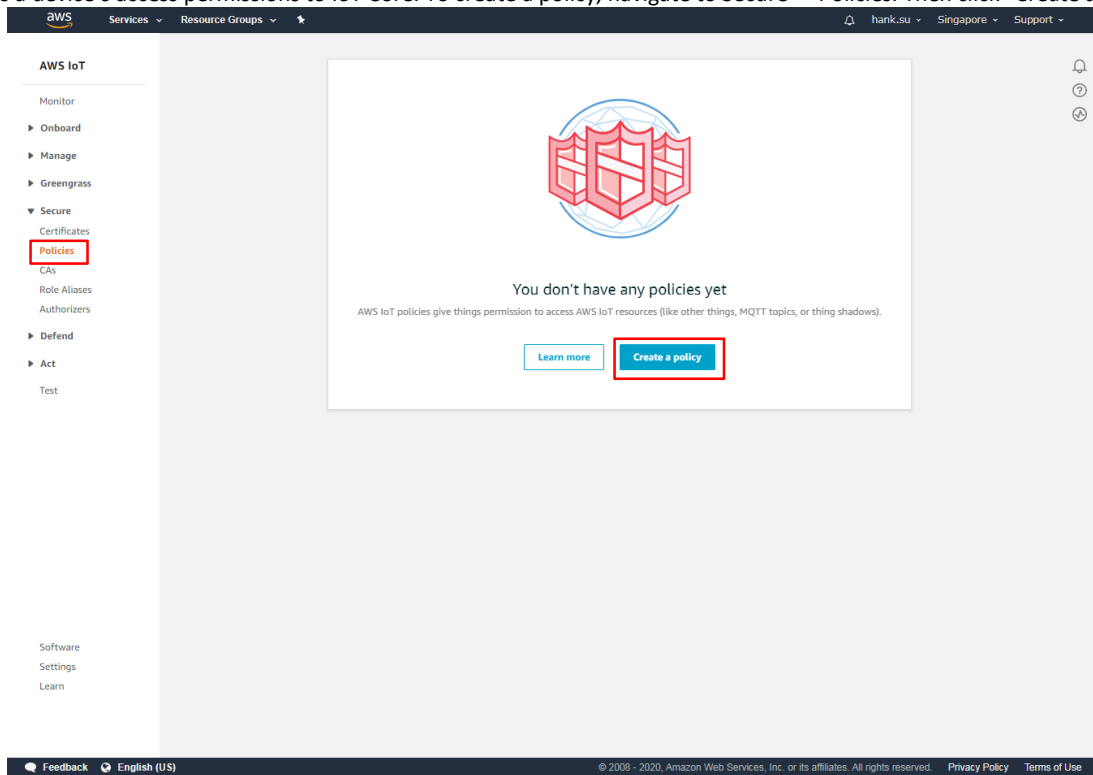 s a device's access permissions to IoT Core. To create a policy, navigate to Secure Policies. Then click "Create a
aws Services Resource Groups hank.su Singapore Support
AWS IoT
Monitor
Onboard
Manage
Greengrass
Secure
Certificates
Policies
CAs
Role Aliases
Authorizers
Defend
Act
Test
You don't have any policies yet
AWS IoT policies give things permission to access AWS IoT resources (like other things, MQTT topics, or thing shadows).
Learn more Create a policy
Software
Settings
Learn
Feedback English (US) © 2008 - 2020, Amazon Web Services, Inc. or its affiliates. All rights reserved. Privacy Policy Terms of Use